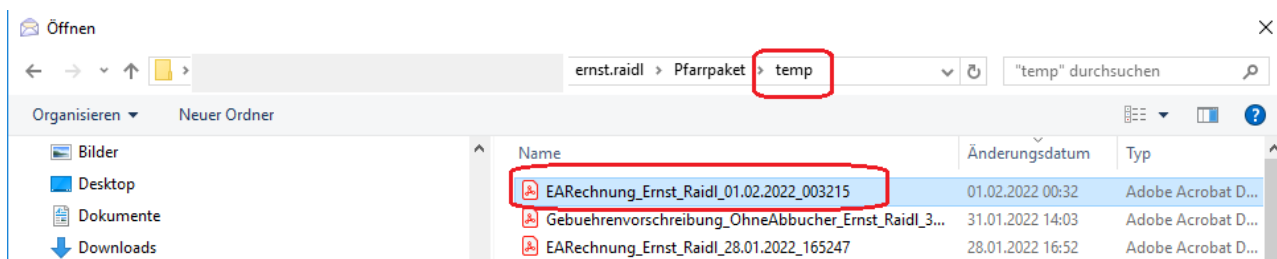 Öffnen
ernst.raidl > Pfarrpaket > temp
"temp" durchsuchen
Organisieren Neuer Ordner
Bilder
Desktop
Dokumente
Downloads
Name Änderungsdatum Typ
EARechnung_Ernst_Raidl_01.02.2022_003215 01.02.2022 00:32 Adobe Acrobat D...
Gebuehrenvorschreibung_OhneAbbucher_Ernst_Raidl_3... 31.01.2022 14:03 Adobe Acrobat D...
EARechnung_Ernst_Raidl_28.01.2022_165247 28.01.2022 16:52 Adobe Acrobat D...